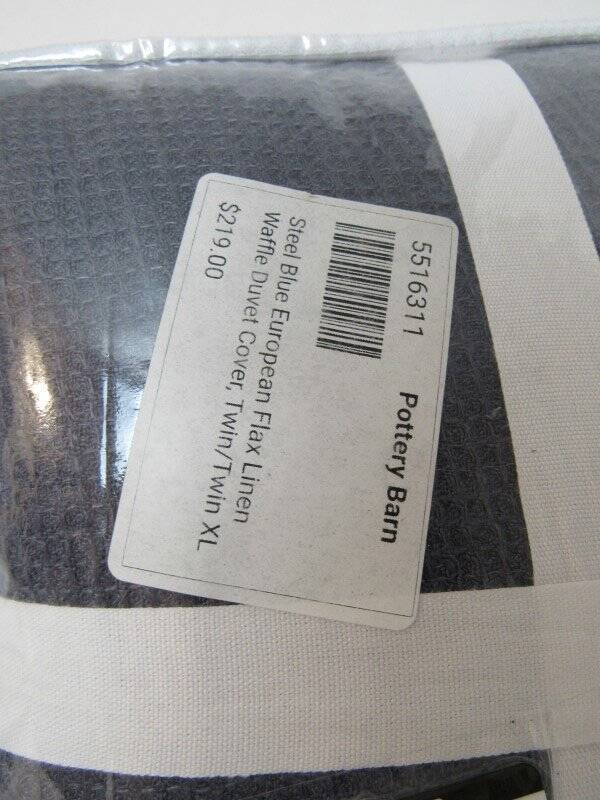 5516311 Pottery Barn
Steel Blue European Flax Linen
Waffle Duvet Cover, Twin/Twin XL
$219.00